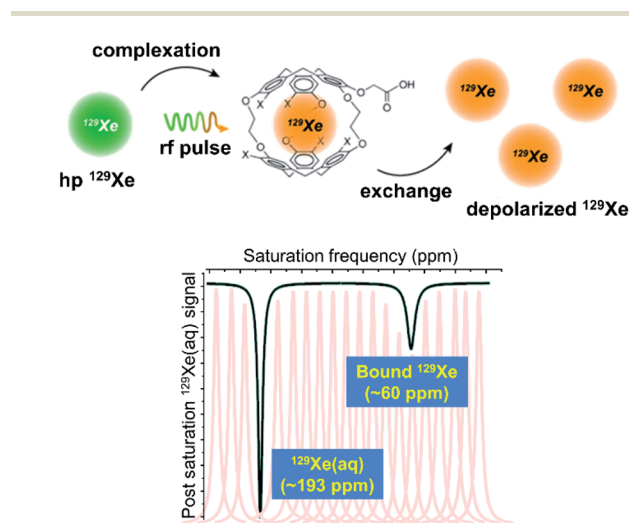 complexation
¹²⁹Xe
rf pulse
hp ¹²⁹Xe
X
X
O
O
O
OH
O
¹²⁹Xe
O
X
O
X
O
O
X
X
exchange
¹²⁹Xe
¹²⁹Xe
¹²⁹Xe
depolarized ¹²⁹Xe
Saturation frequency (ppm)
Post saturation ¹²⁹Xe(aq) signal
Bound ¹²⁹Xe
(~60 ppm)
¹²⁹Xe(aq)
(~193 ppm)